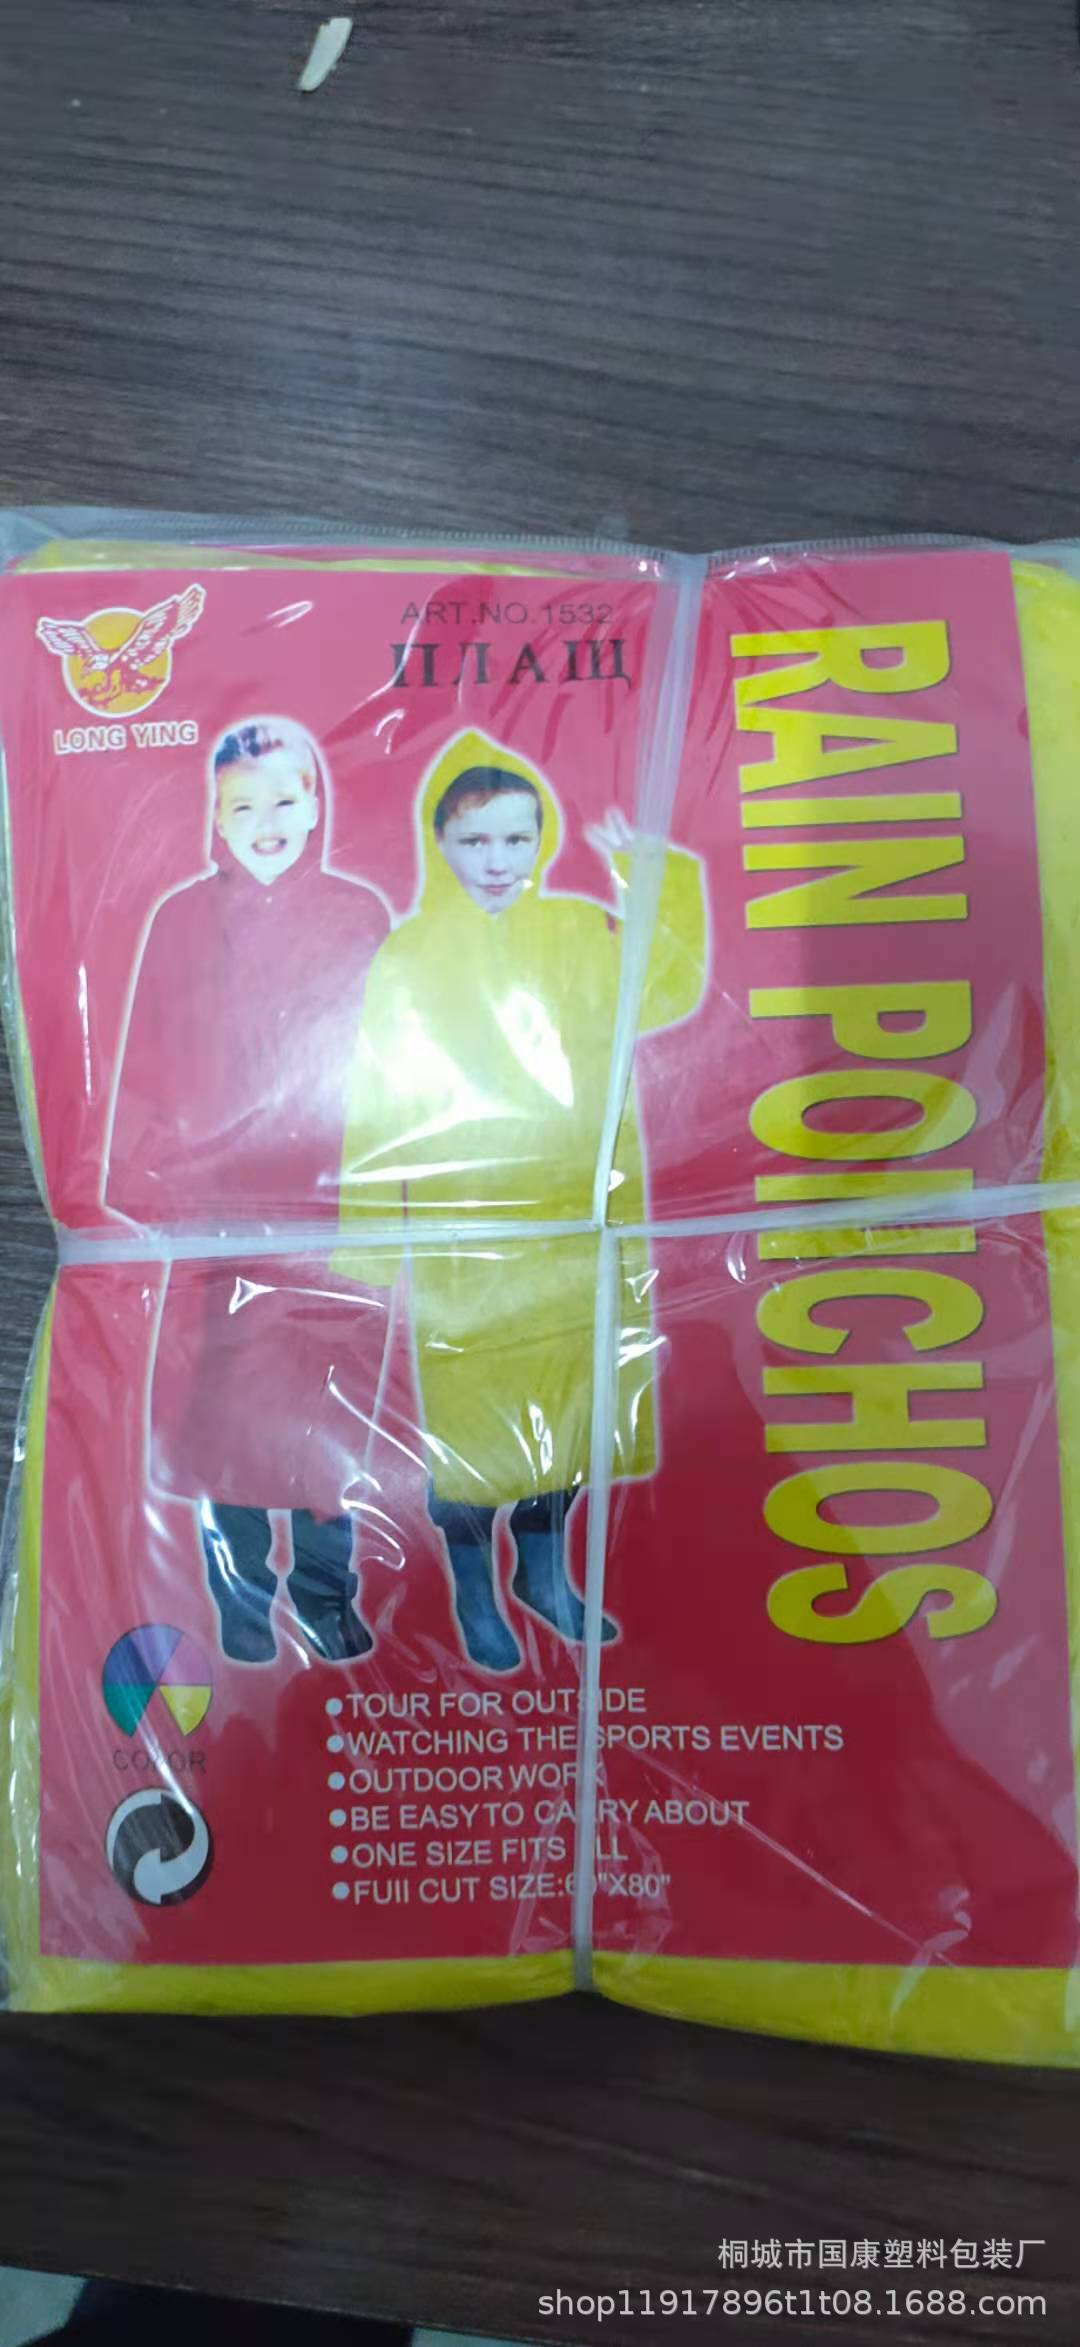 LONG YING
ART.NO.1532
ПЛАЩ
RAIN PONCHOS
●TOUR FOR OUTSIDE
●WATCHING THE SPORTS EVENTS
●OUTDOOR WORK
●BE EASY TO CARRY ABOUT
●ONE SIZE FITS ALL
●FUII CUT SIZE:60"X80"
COLOR
桐城市国康塑料包装厂
shop11917896t1t08.1688.com